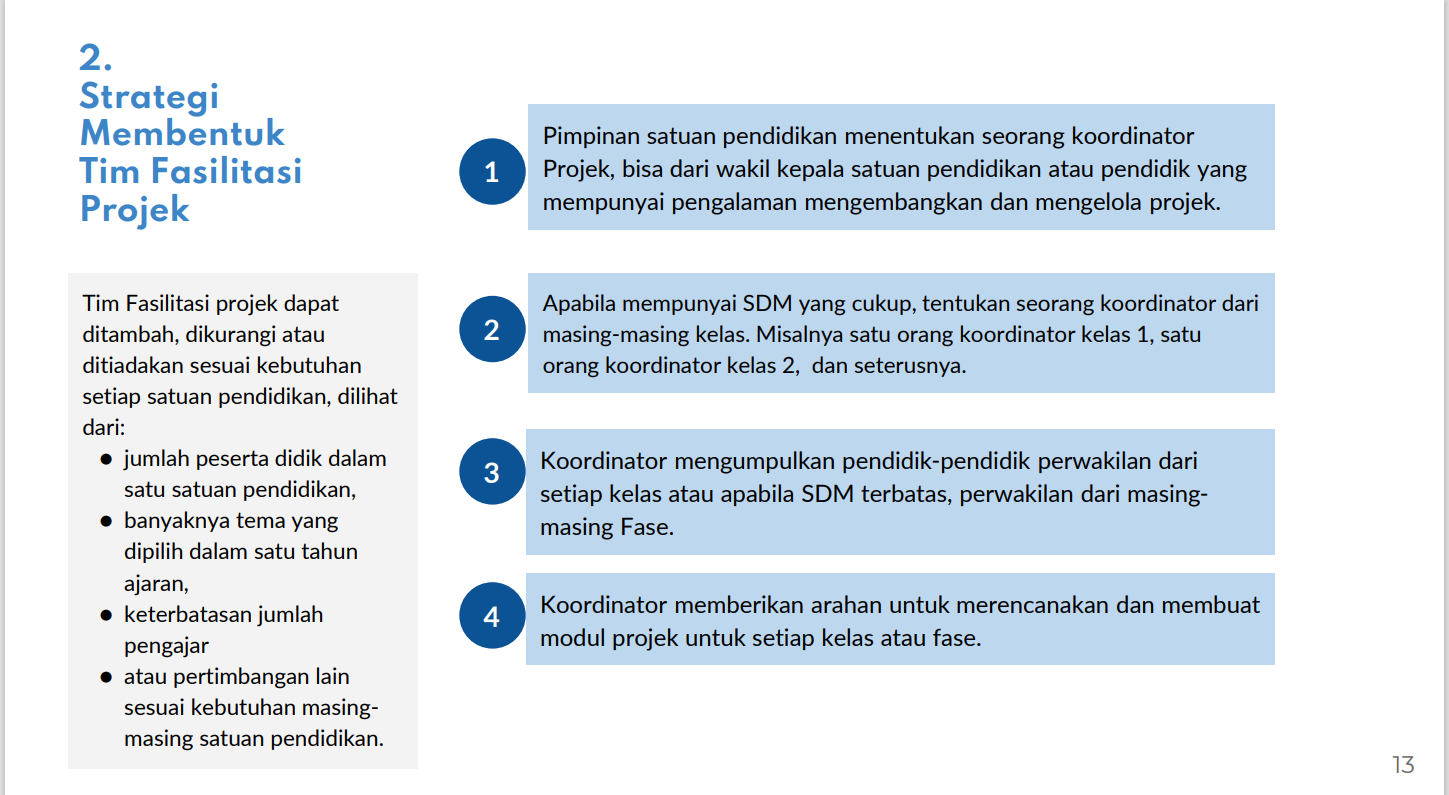 2.
Strategi
Membentuk
Tim Fasilitasi
Projek
Tim Fasilitasi projek dapat
ditambah, dikurangi atau
ditiadakan sesuai kebutuhan
setiap satuan pendidikan, dilihat
dari:
● jumlah peserta didik dalam
satu satuan pendidikan,
● banyaknya tema yang
dipilih dalam satu tahun
ajaran,
● keterbatasan jumlah
pengajar
● atau pertimbangan lain
sesuai kebutuhan masing-
masing satuan pendidikan.
1
Pimpinan satuan pendidikan menentukan seorang koordinator
Projek, bisa dari wakil kepala satuan pendidikan atau pendidik yang
mempunyai pengalaman mengembangkan dan mengelola projek.
2
Apabila mempunyai SDM yang cukup, tentukan seorang koordinator dari
masing-masing kelas. Misalnya satu orang koordinator kelas 1, satu
orang koordinator kelas 2,  dan seterusnya.
3
Koordinator mengumpulkan pendidik-pendidik perwakilan dari
setiap kelas atau apabila SDM terbatas, perwakilan dari masing-
masing Fase.
4
Koordinator memberikan arahan untuk merencanakan dan membuat
modul projek untuk setiap kelas atau fase.
13